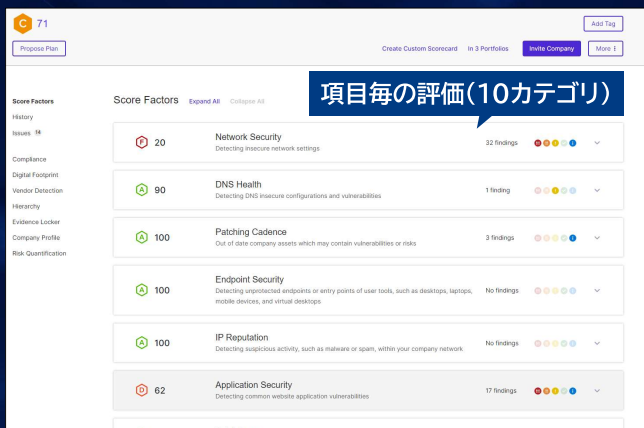 C 71
Add Tag
Propose Plan
Create Custom Scorecard In 3 Portfolios Invite Company More
Score Factors
History
Issues 14
Compliance
Digital Footprint
Vendor Detection
Hierarchy
Evidence Locker
Company Profile
Risk Quantification
Score Factors Expand All Collapse All
項目毎の評価(10カテゴリ)
F 20 Network Security 32 findings
Detecting insecure network settings
A 90 DNS Health 1 finding
Detecting DNS insecure configurations and vulnerabilities
A 100 Patching Cadence 3 findings
Out of date company assets which may contain vulnerabilities or risks
A 100 Endpoint Security No findings
Detecting unprotected endpoints or entry points of user tools, such as desktops, laptops,
mobile devices, and virtual desktops
A 100 IP Reputation No findings
Detecting suspicious activity, such as malware or spam, within your company network
D 62 Application Security 17 findings
Detecting common website application vulnerabilities